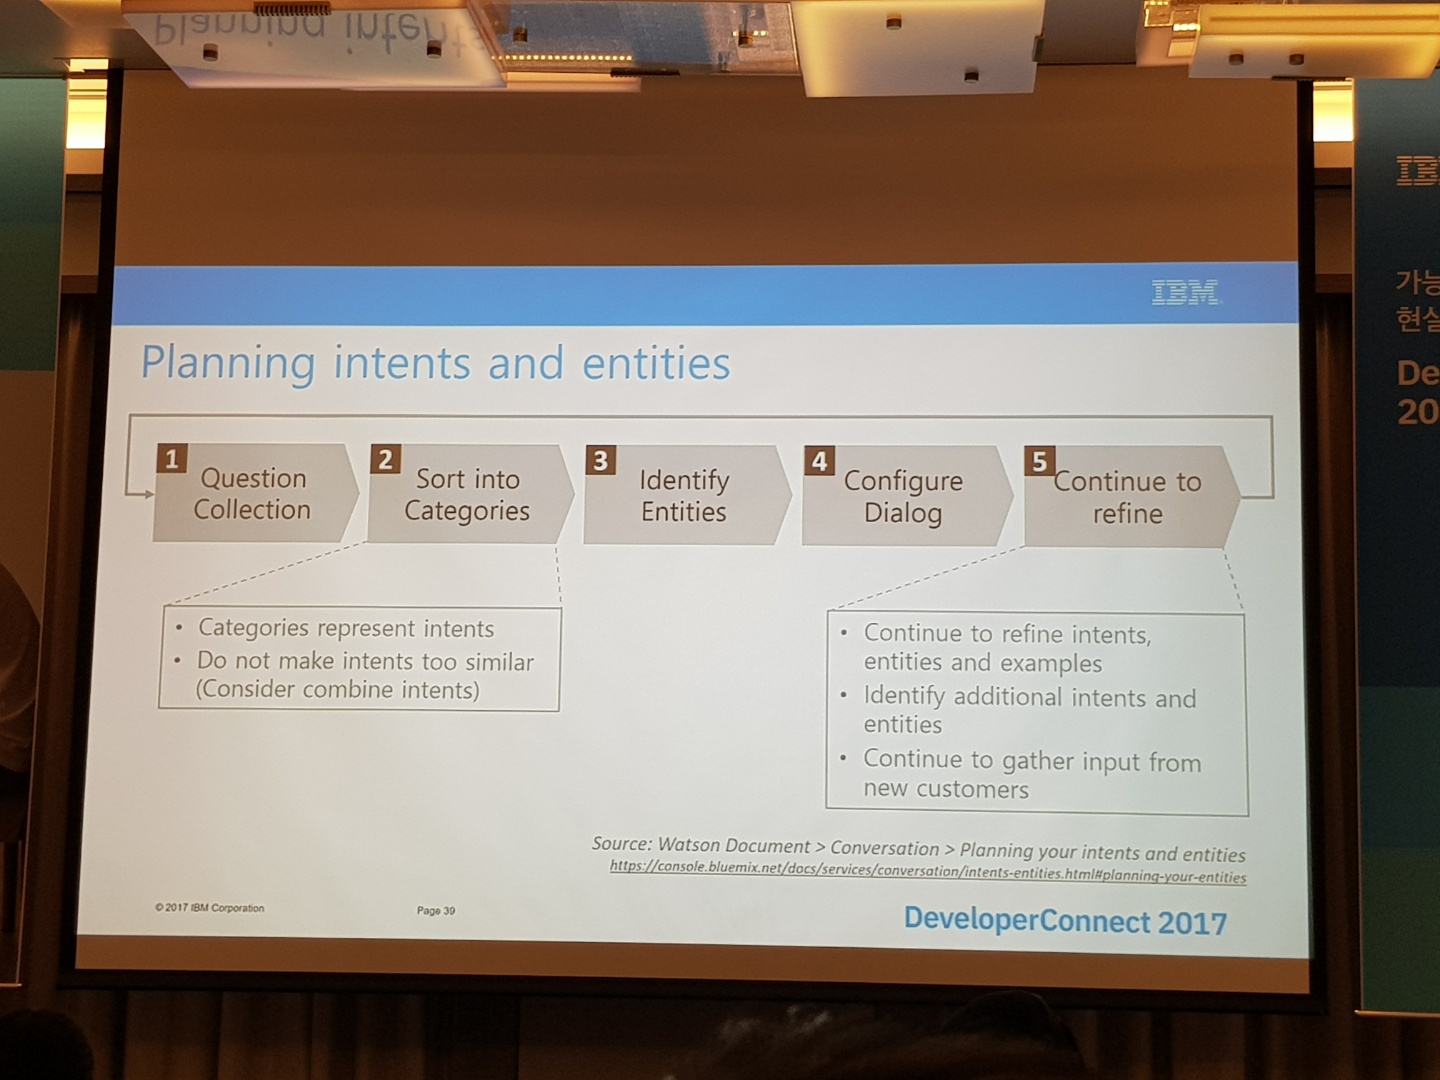 Planning inten
IBM
Planning intents and entities
1
Question
Collection
2
Sort into
Categories
3
Identify
Entities
4
Configure
Dialog
5
Continue to
refine
• Categories represent intents
• Do not make intents too similar
(Consider combine intents)
• Continue to refine intents,
entities and examples
• Identify additional intents and
entities
• Continue to gather input from
new customers
Source: Watson Document > Conversation > Planning your intents and entities
https://console.bluemix.net/docs/services/conversation/intents-entities.html#planning-your-entities
© 2017 IBM Corporation
Page 39
DeveloperConnect 2017
IB
가능
현실
De
20